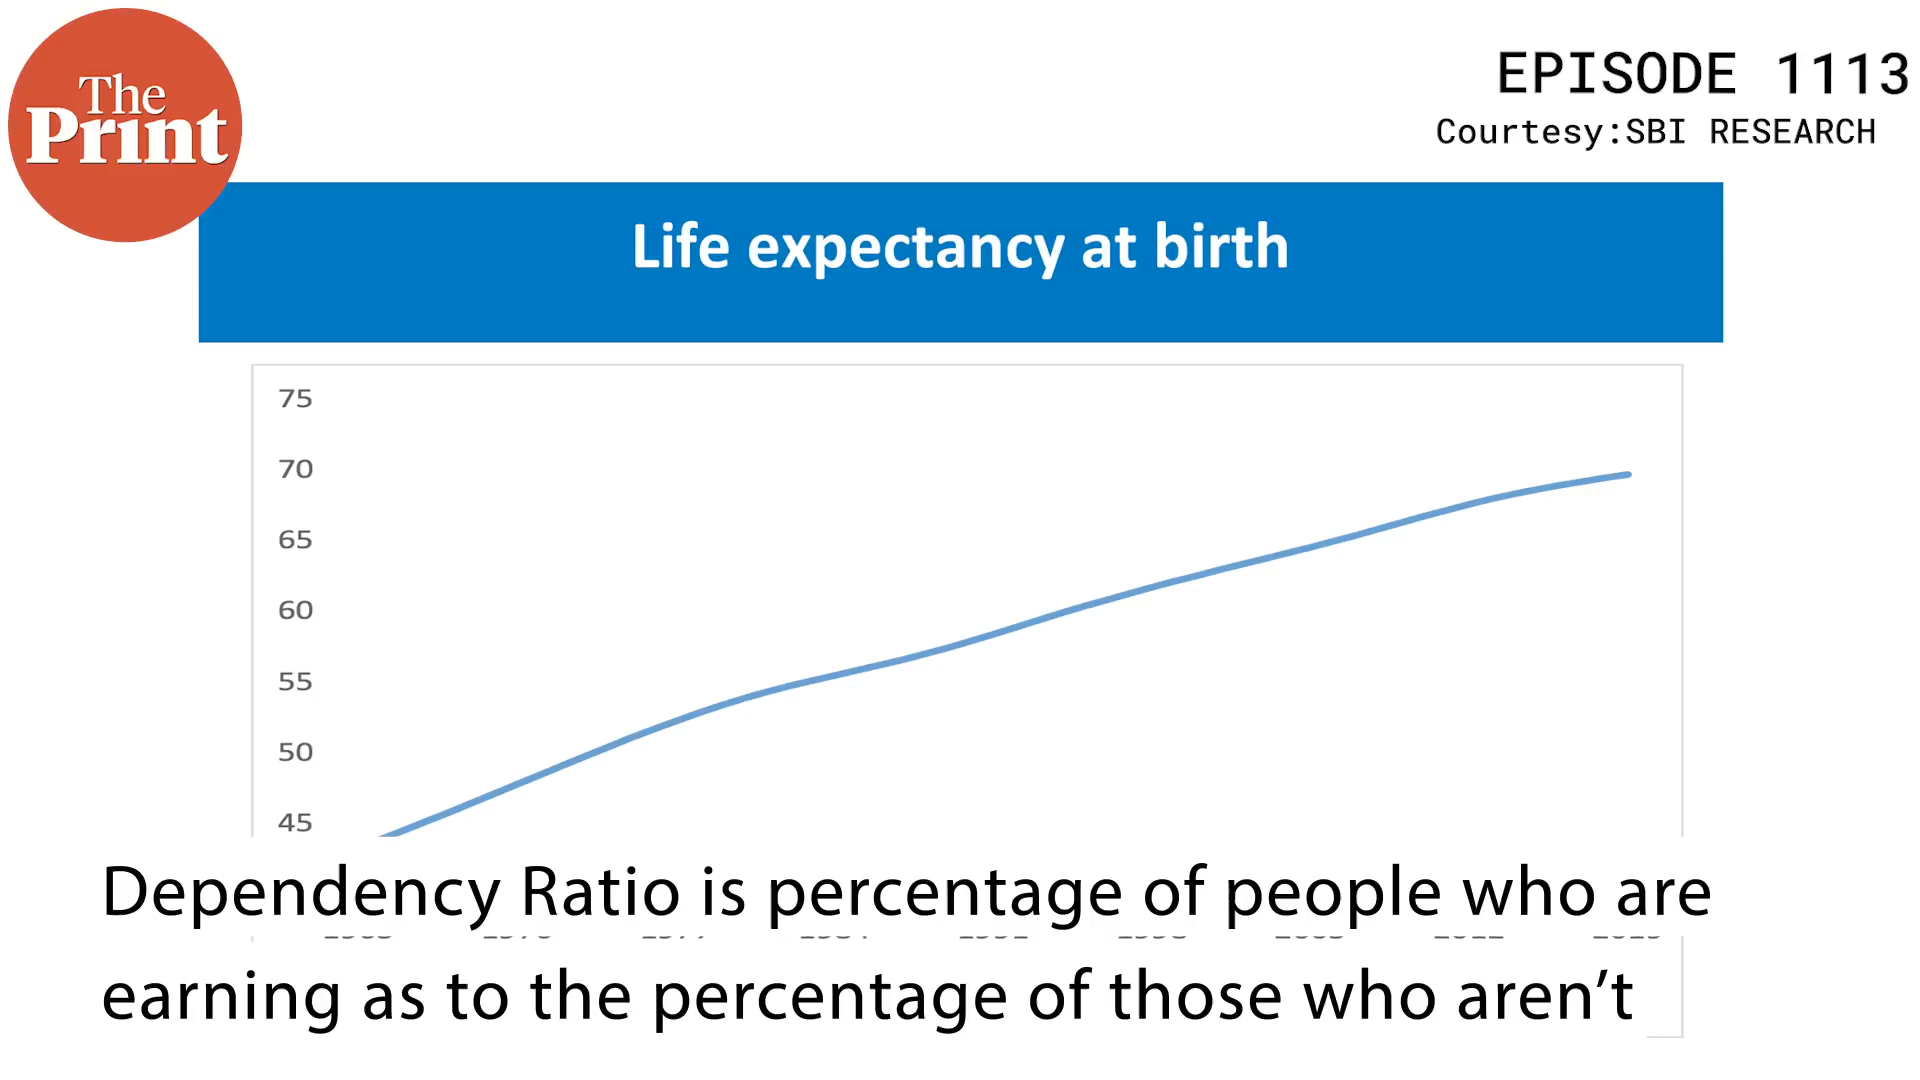 The
Print
EPISODE 1113
Courtesy:SBI RESEARCH
Life expectancy at birth
75
70
65
60
55
50
45
Dependency Ratio is percentage of people who are
earning as to the percentage of those who aren’t